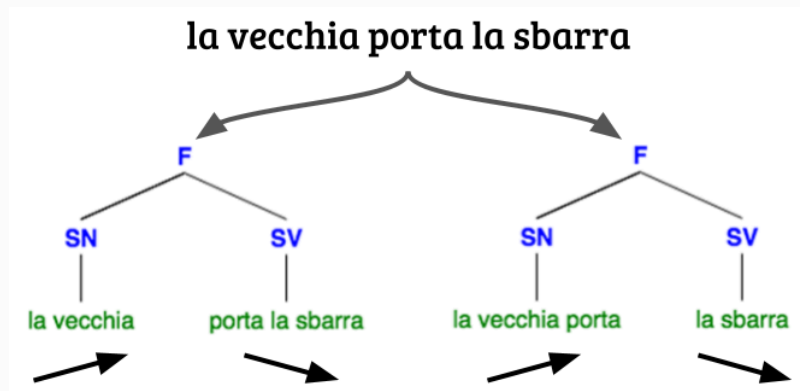 la vecchia porta la sbarra
F F
SN SV SN SV
la vecchia porta la sbarra la vecchia porta la sbarra